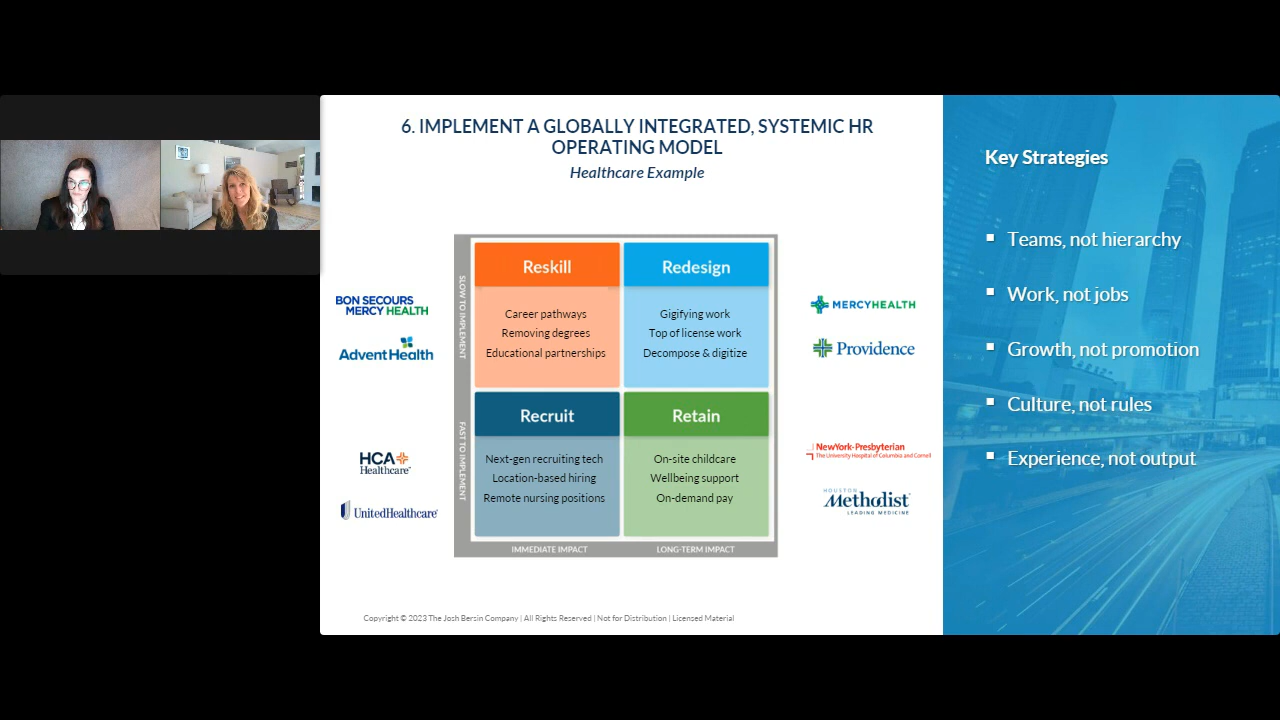 6. IMPLEMENT A GLOBALLY INTEGRATED, SYSTEMIC HR
OPERATING MODEL
Healthcare Example
SLOW TO IMPLEMENT
FAST TO IMPLEMENT
Reskill
Career pathways
Removing degrees
Educational partnerships
Redesign
Gigifying work
Top of license work
Decompose & digitize
Recruit
Next-gen recruiting tech
Location-based hiring
Remote nursing positions
Retain
On-site childcare
Wellbeing support
On-demand pay
IMMEDIATE IMPACT
LONG-TERM IMPACT
BON SECOURS
MERCY HEALTH
Advent Health
HCA
Healthcare
UnitedHealthcare
MERCYHEALTH
Providence
NewYork-Presbyterian
The University Hospital of Columbia and Cornell
HOUSTON
Methodist
LEADING MEDICINE
Copyright © 2023 The Josh Bersin Company | All Rights Reserved | Not for Distribution | Licensed Material
Key Strategies
▪ Teams, not hierarchy
▪ Work, not jobs
▪ Growth, not promotion
▪ Culture, not rules
▪ Experience, not output